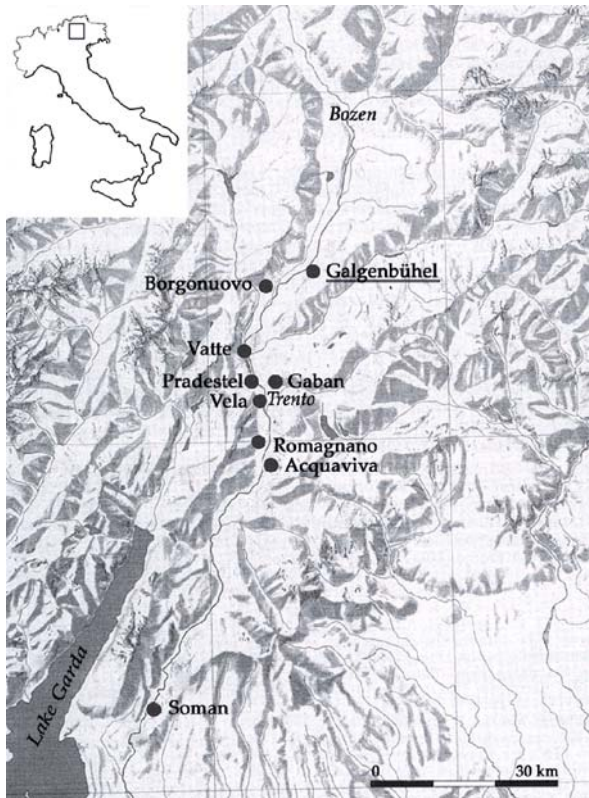 Bozen
Galgenbühel
Borgonuovo
Vatte
Pradestel
Gaban
Vela
Trento
Romagnano
Acquaviva
Lake Garda
Soman
0 30 km